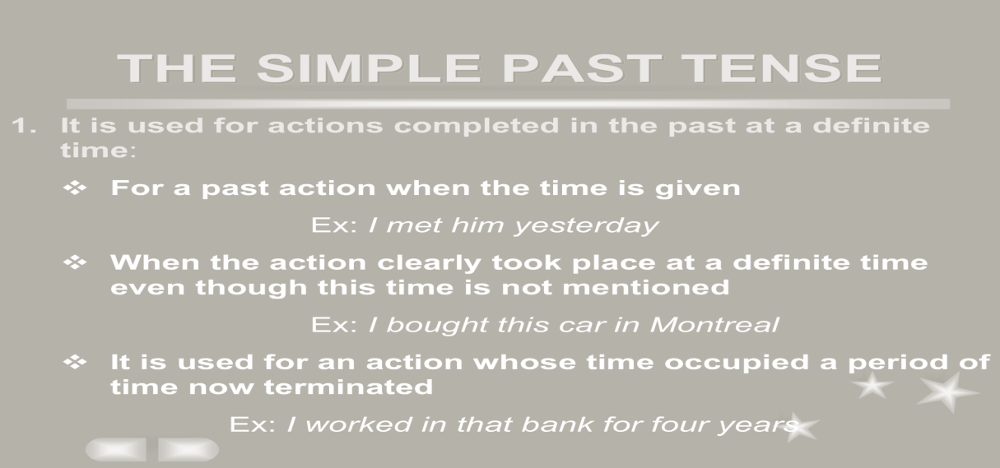 THE SIMPLE PAST TENSE
1. It is used for actions completed in the past at a definite
time:
❖ For a past action when the time is given
Ex: I met him yesterday
❖ When the action clearly took place at a definite time
even though this time is not mentioned
Ex: I bought this car in Montreal
❖ It is used for an action whose time occupied a period of
time now terminated
Ex: I worked in that bank for four years